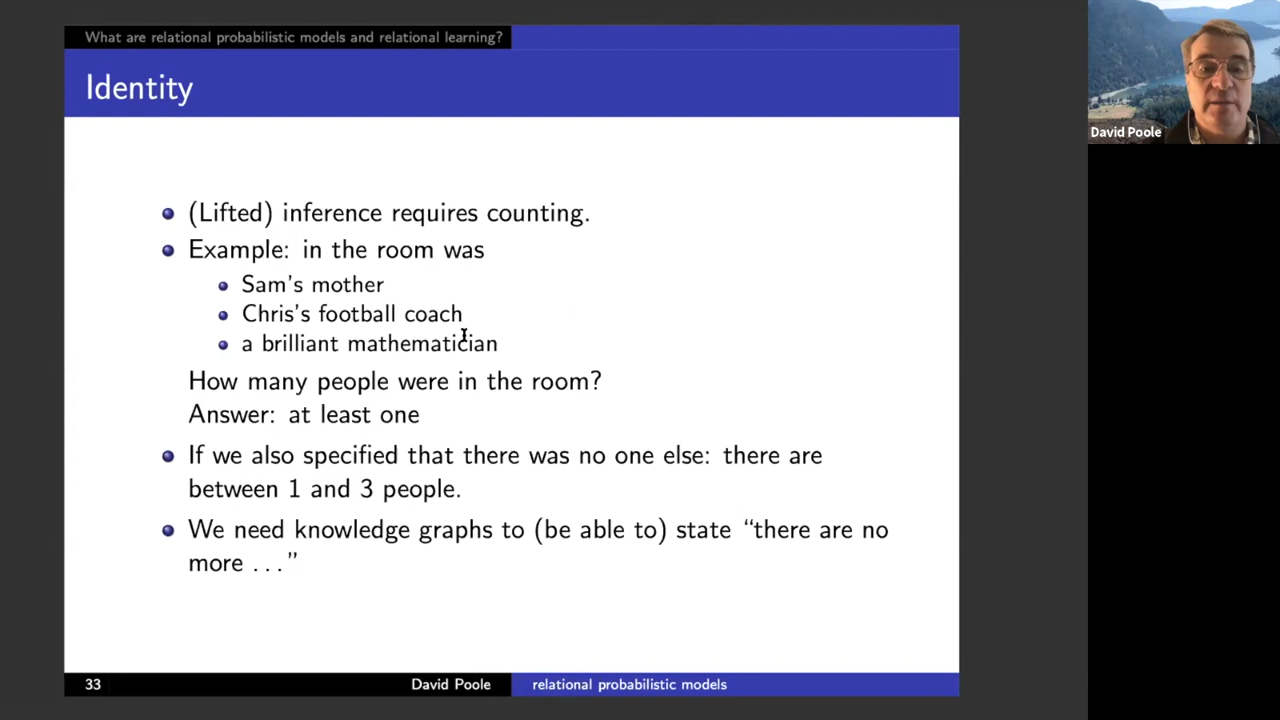 What are relational probabilistic models and relational learning?
Identity
(Lifted) inference requires counting.
Example: in the room was
Sam's mother
Chris's football coach
a brilliant mathematician
How many people were in the room?
Answer: at least one
If we also specified that there was no one else: there are
between 1 and 3 people.
We need knowledge graphs to (be able to) state “there are no
more . . .”
33
David Poole
relational probabilistic models
David Poole